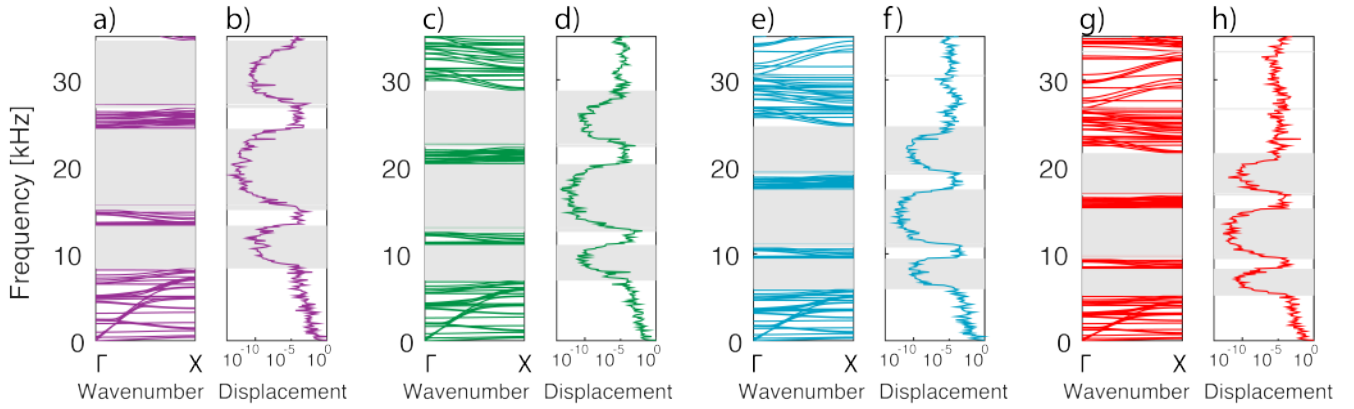 a) b) c) d) e) f) g) h)
Frequency [kHz]
30 30 30 30
20 20 20 20
10 10 10 10
0 0 0 0
10^-10 10^-5 10^0 10^-10 10^-5 10^0 10^-10 10^-5 10^0 10^-10 10^-5 10^0
Γ X Γ X Γ X Γ X
Wavenumber Displacement Wavenumber Displacement Wavenumber Displacement Wavenumber Displacement